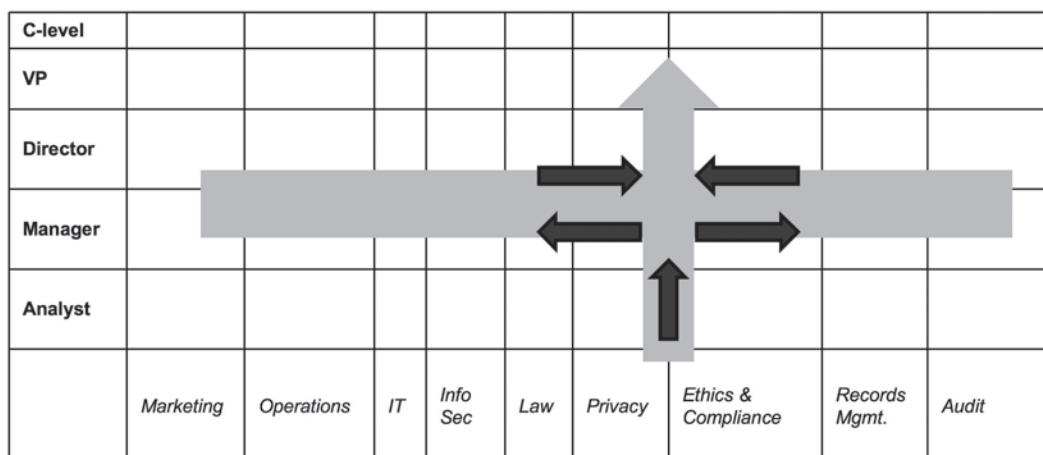 C-level
VP
Director
Manager
Analyst
Marketing
Operations
IT
Info
Sec
Law
Privacy
Ethics &
Compliance
Records
Mgmt.
Audit